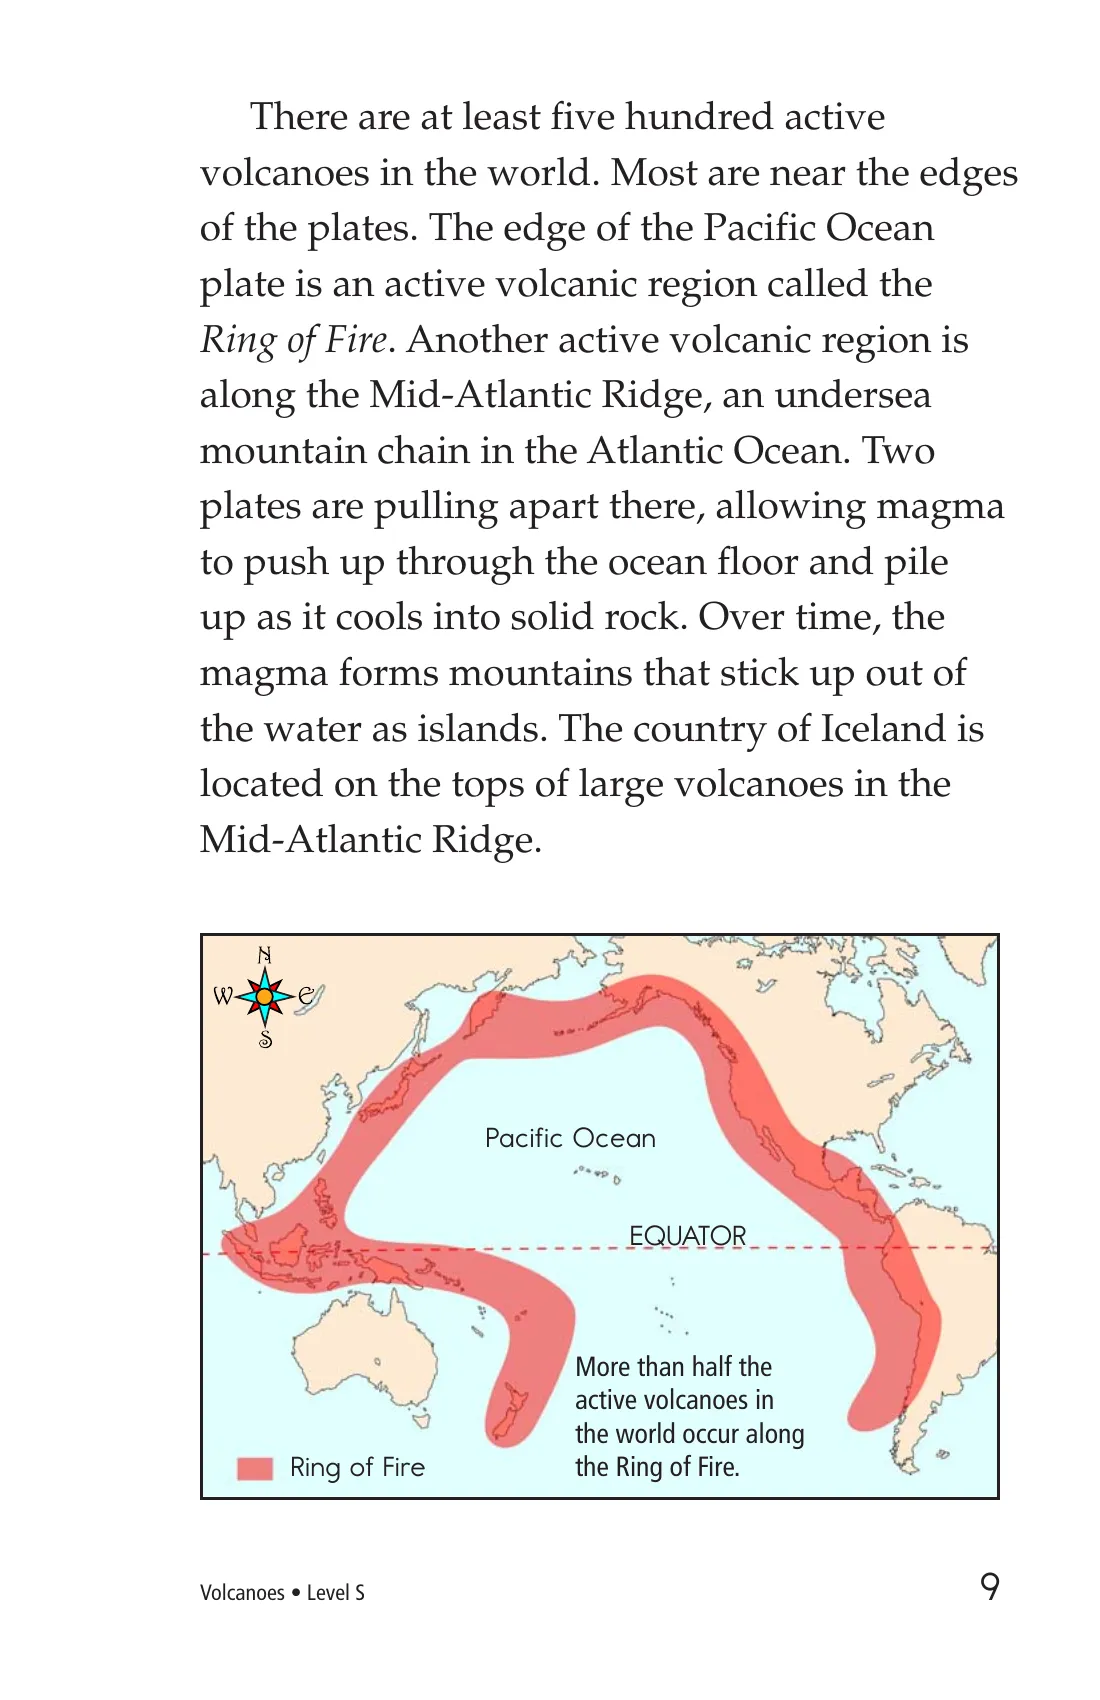 There are at least five hundred active
volcanoes in the world. Most are near the edges
of the plates. The edge of the Pacific Ocean
plate is an active volcanic region called the
Ring of Fire. Another active volcanic region is
along the Mid-Atlantic Ridge, an undersea
mountain chain in the Atlantic Ocean. Two
plates are pulling apart there, allowing magma
to push up through the ocean floor and pile
up as it cools into solid rock. Over time, the
magma forms mountains that stick up out of
the water as islands. The country of Iceland is
located on the tops of large volcanoes in the
Mid-Atlantic Ridge.
N
W E
S
Pacific Ocean
EQUATOR
More than half the
active volcanoes in
the world occur along
the Ring of Fire.
Ring of Fire
Volcanoes • Level S
9